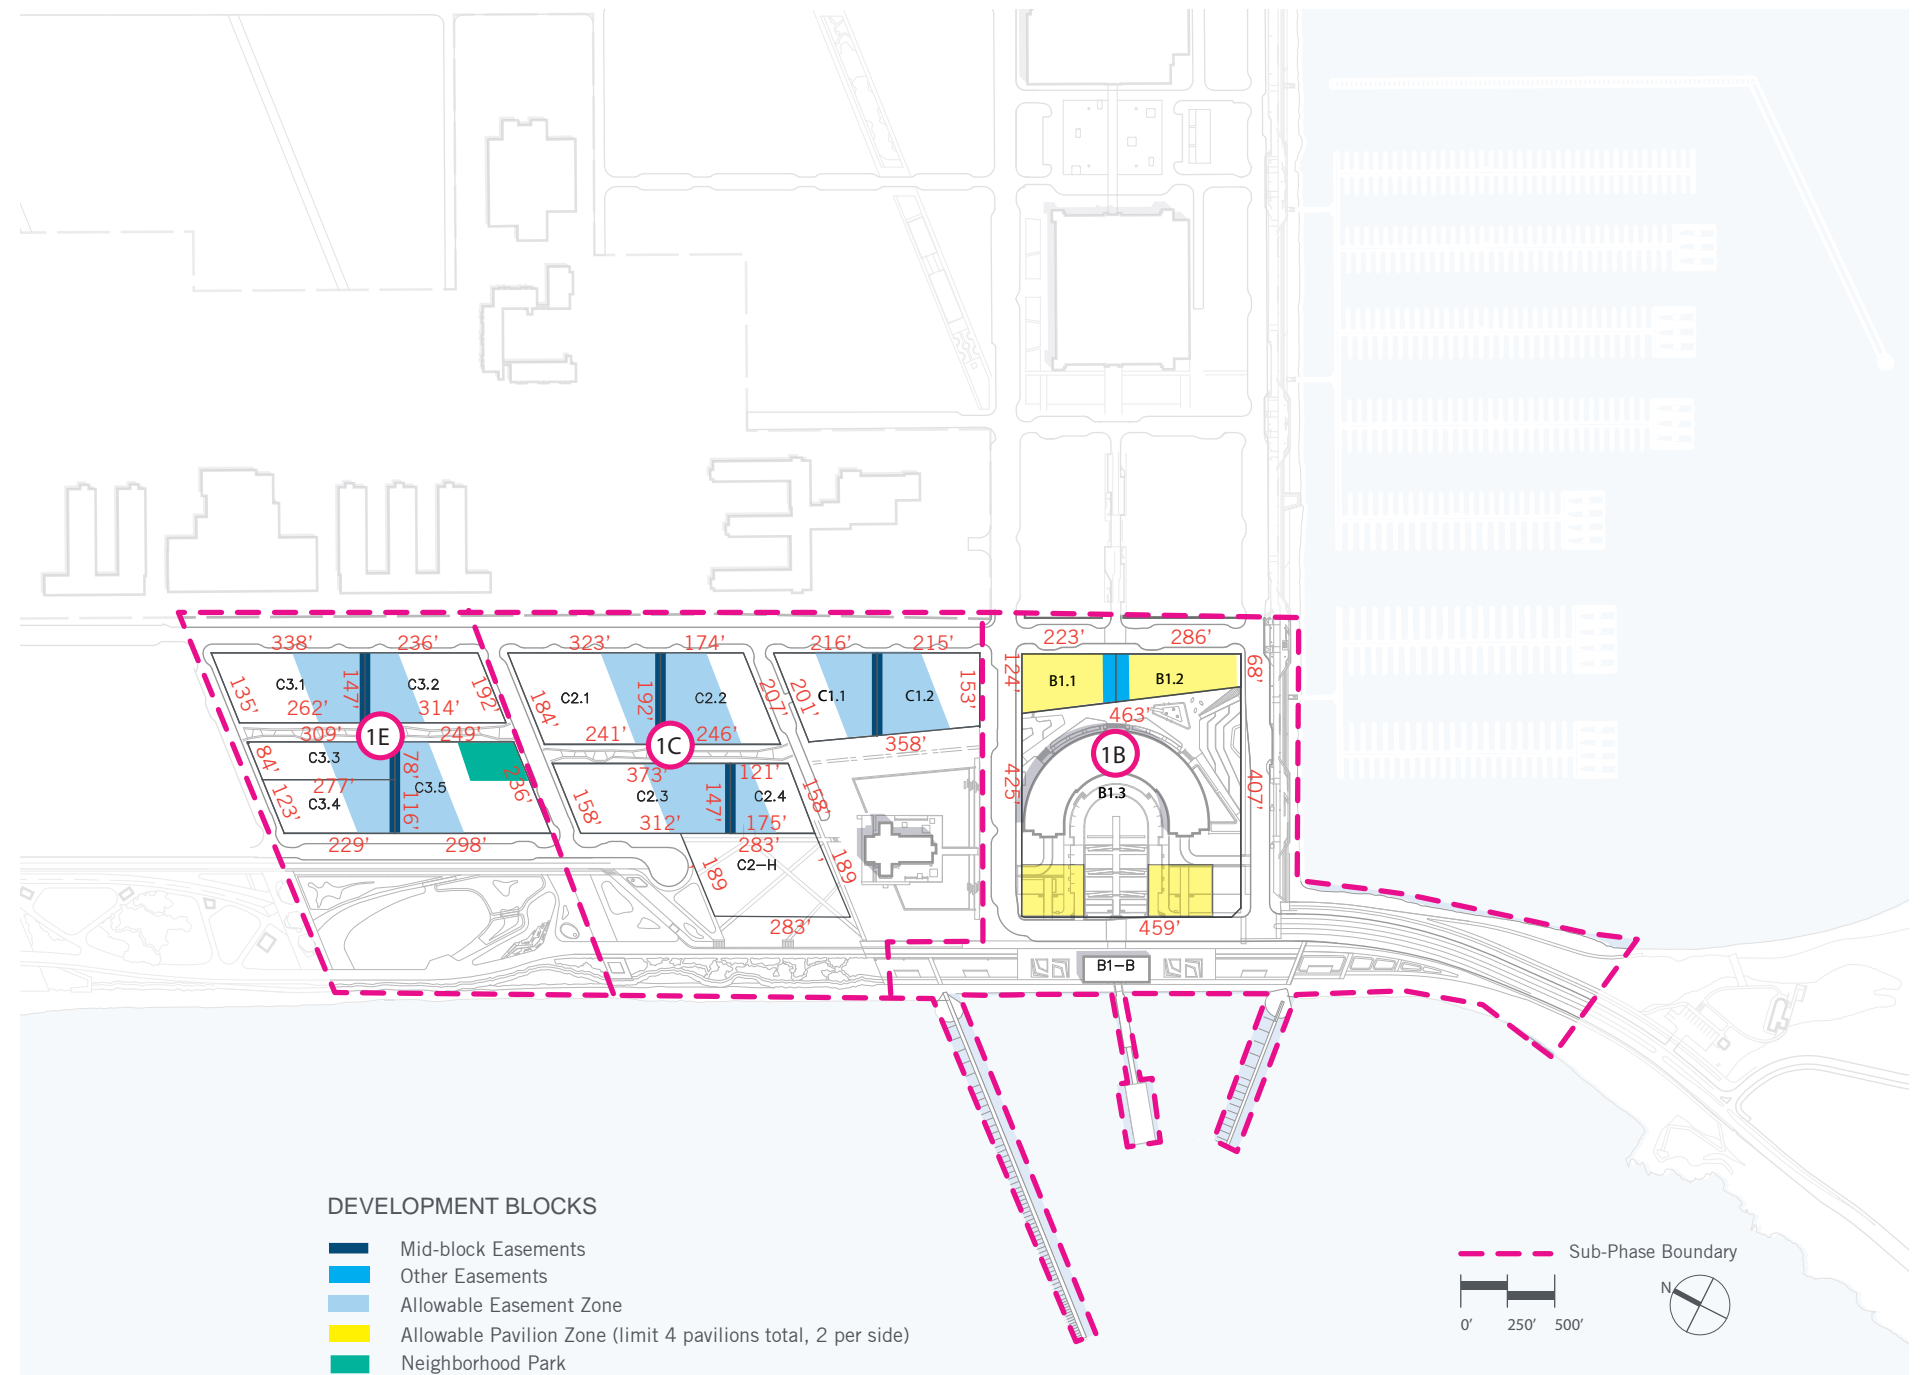 338’ 236’ 323’ 174’ 216’ 215’ 223’ 286’
C3.1 147’ C3.2 192’ 135’
262’ 314’
C2.1 192’ C2.2 207’ 184’
241’ 246’
201’ C1.1 C1.2 153’
358’
124’ B1.1 B1.2 68’
463’
309’ 1E 249’
1C
1B
84’ C3.3 78’ C3.5 236’
277’
123’ C3.4 116’
229’ 298’
373’ 121’
158’ C2.3 147’ C2.4 158’
312’ 175’
283’
189’ C2-H 189’
283’
425’ B1.3 407’
459’
B1-B
DEVELOPMENT BLOCKS
Mid-block Easements
Other Easements
Allowable Easement Zone
Allowable Pavilion Zone (limit 4 pavilions total, 2 per side)
Neighborhood Park
Sub-Phase Boundary
N
0’ 250’ 500’